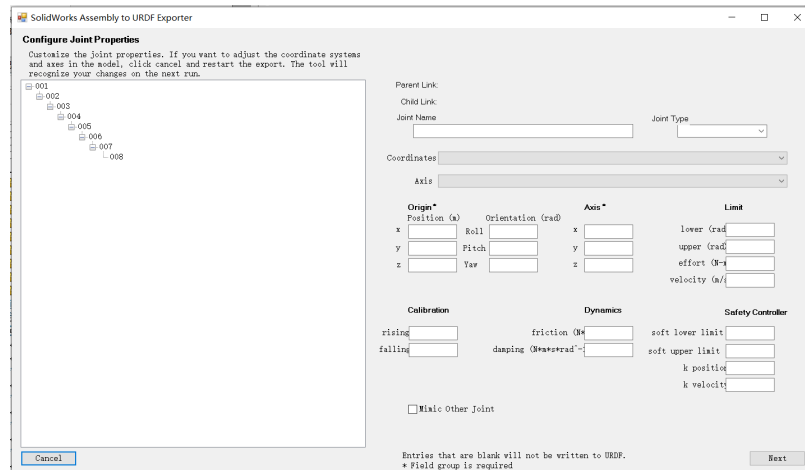 SolidWorks Assembly to URDF Exporter
Configure Joint Properties
Customize the joint properties. If you want to adjust the coordinate systems
and axes in the model, click cancel and restart the export. The tool will
recognize your changes on the next run.
001
002
003
004
005
006
007
008
Parent Link:
Child Link:
Joint Name
Joint Type
Coordinates
Axis
Origin*
Axis*
Limit
Position (m)
Orientation (rad)
x
Roll
x
lower (rad
y
Pitch
y
upper (rad)
z
Yaw
z
effort (N-m
velocity (m/s
Calibration
Dynamics
Safety Controller
rising
friction (N*
soft lower limit
falling
damping (N*m*s*rad^-1
soft upper limit
k position
k velocity
Mimic Other Joint
Entries that are blank will not be written to URDF.
* Field group is required
Cancel
Next